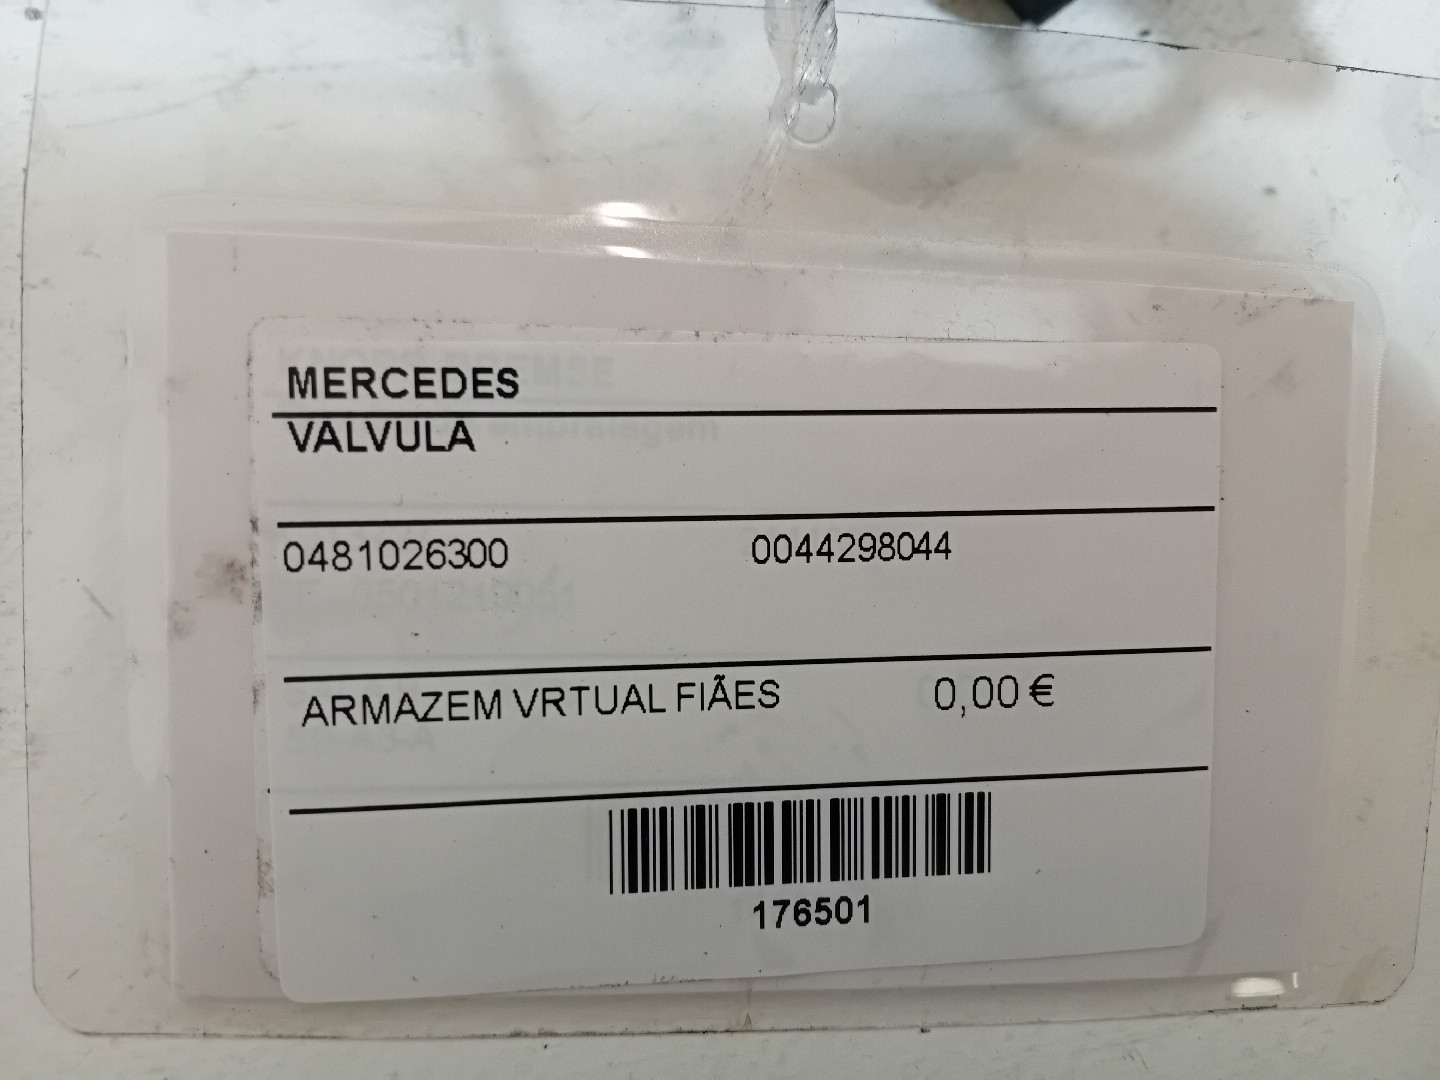 MERCEDES
VALVULA
0481026300 0044298044
ARMAZEM VRTUAL FIÃES 0,00 €
176501